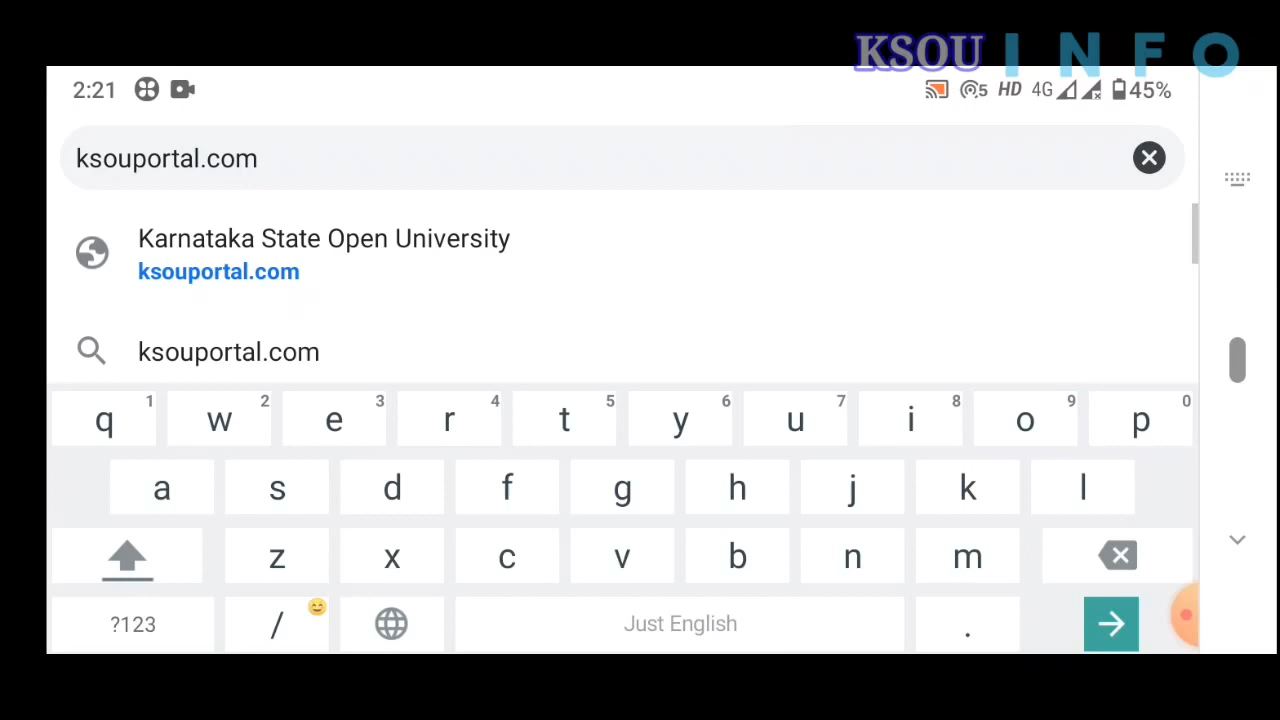 KSOU INFO
2:21 5 HD 4G 45%
ksouportal.com
Karnataka State Open University
ksouportal.com
ksouportal.com
1 2 3 4 5 6 7 8 9 0
q w e r t y u i o p
a s d f g h j k l
z x c v b n m
?123 / Just English .